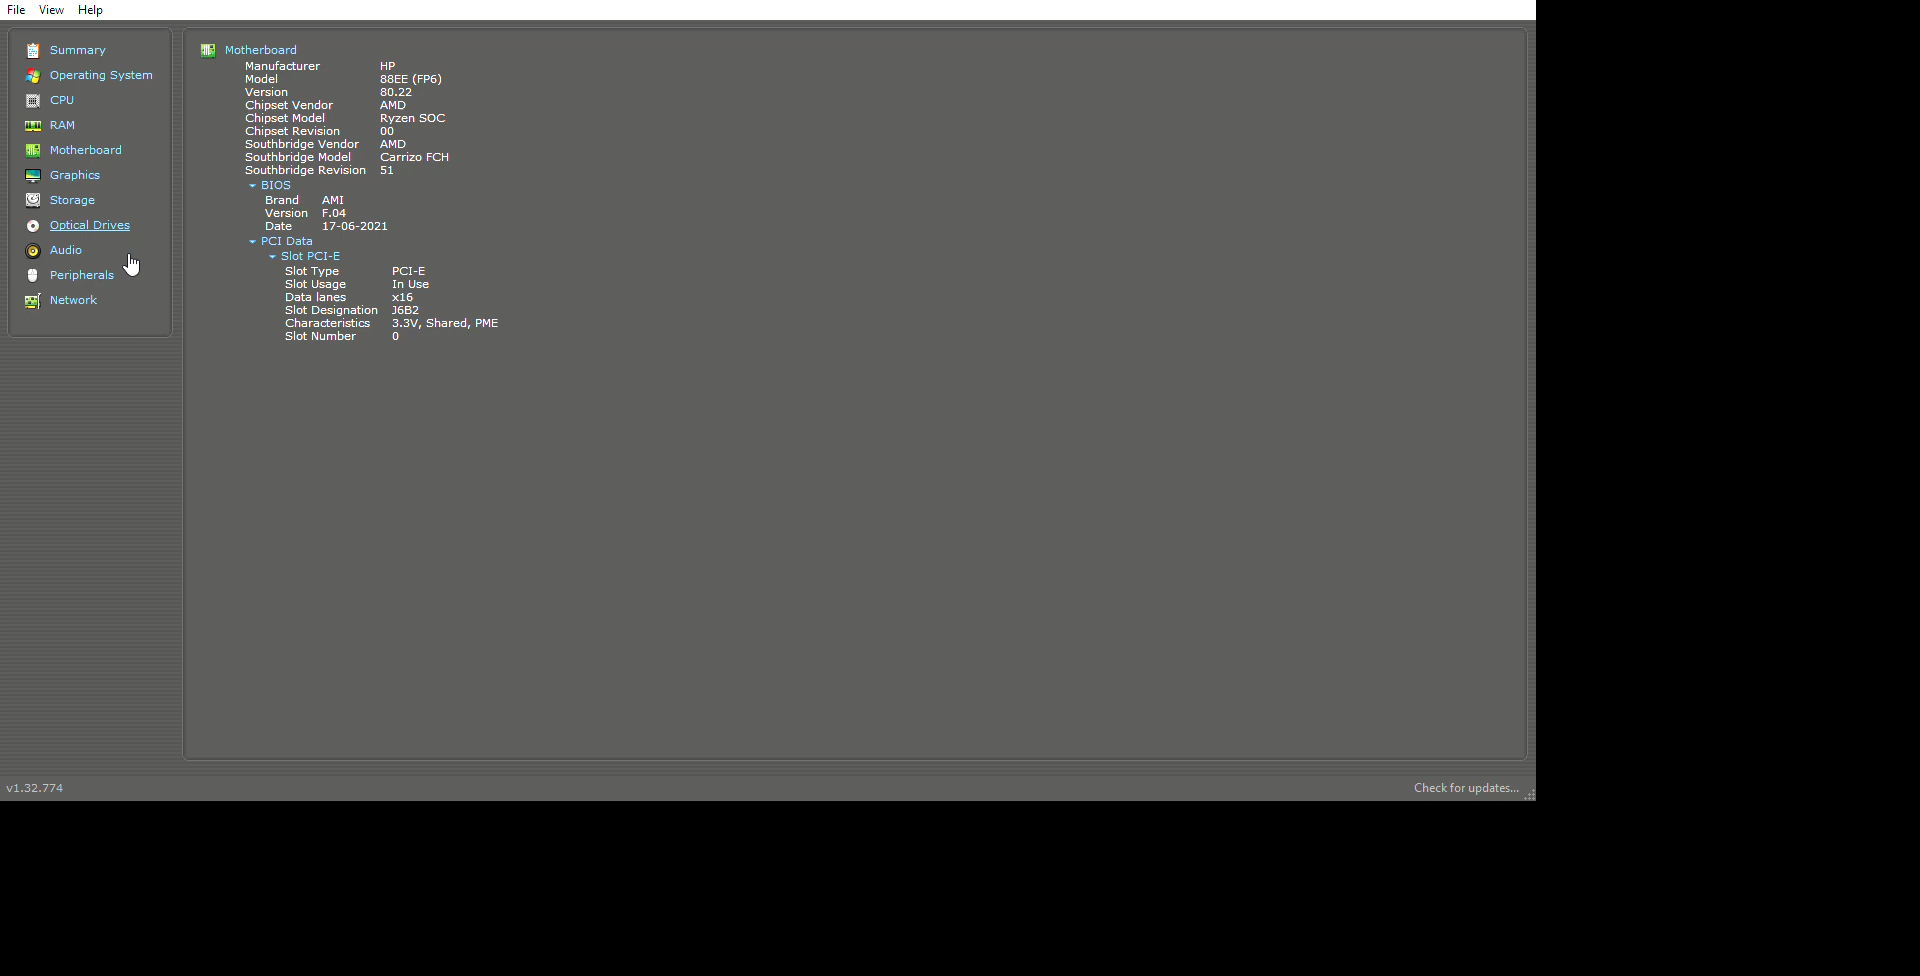 File View Help
Summary
Operating System
CPU
RAM
Motherboard
Graphics
Storage
Optical Drives
Audio
Peripherals
Network
Motherboard
Manufacturer HP
Model 88EE (FP6)
Version 80.22
Chipset Vendor AMD
Chipset Model Ryzen SOC
Chipset Revision 00
Southbridge Vendor AMD
Southbridge Model Carrizo FCH
Southbridge Revision 51
BIOS
Brand AMI
Version F.04
Date 17-06-2021
PCI Data
Slot PCI-E
Slot Type PCI-E
Slot Usage In Use
Data lanes x16
Slot Designation J6B2
Characteristics 3.3V, Shared, PME
Slot Number 0
v1.32.774 Check for updates...